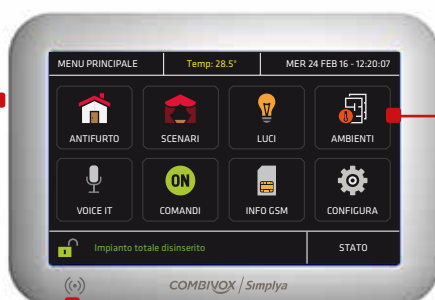 MENU PRINCIPALE Temp: 28.5° MER 24 FEB 16 - 12:20:07
ANTIFURTO SCENARI LUCI AMBIENTI
ON
VOICE IT COMANDI INFO GSM CONFIGURA
Impianto totale disinserito STATO
COMBIVOX / Simplya